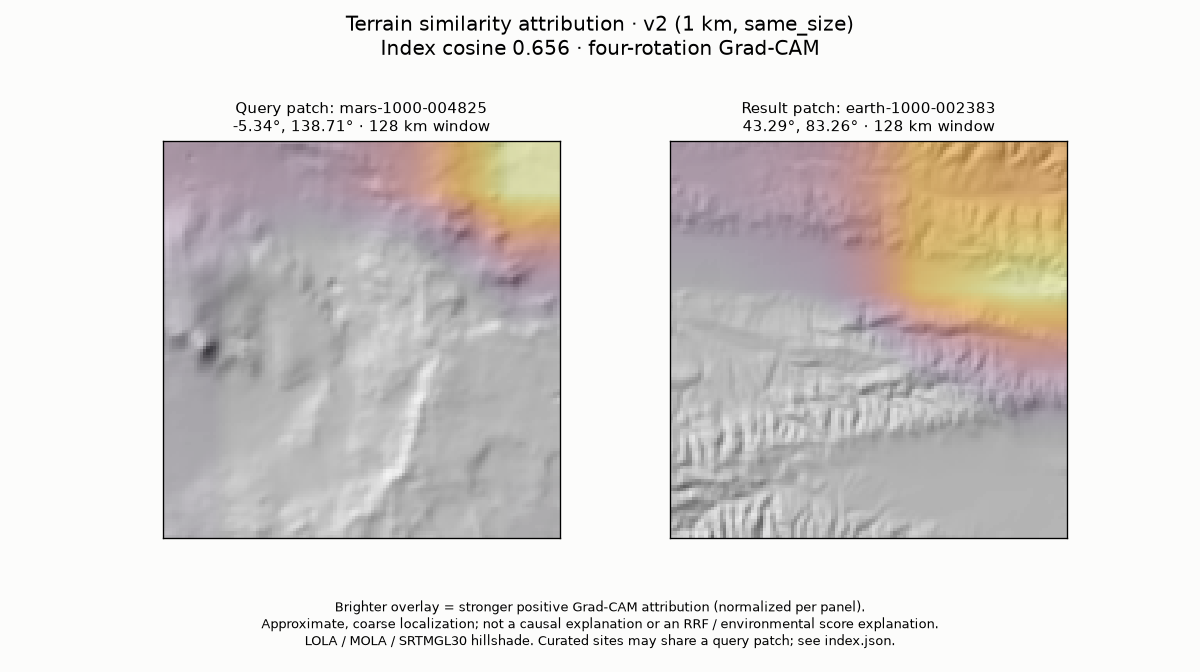 Terrain similarity attribution · v2 (1 km, same_size)
Index cosine 0.656 · four-rotation Grad-CAM
Query patch: mars-1000-004825
-5.34°, 138.71° · 128 km window
Result patch: earth-1000-002383
43.29°, 83.26° · 128 km window
Brighter overlay = stronger positive Grad-CAM attribution (normalized per panel).
Approximate, coarse localization; not a causal explanation or an RRF / environmental score explanation.
LOLA / MOLA / SRTMGL30 hillshade. Curated sites may share a query patch; see index.json.